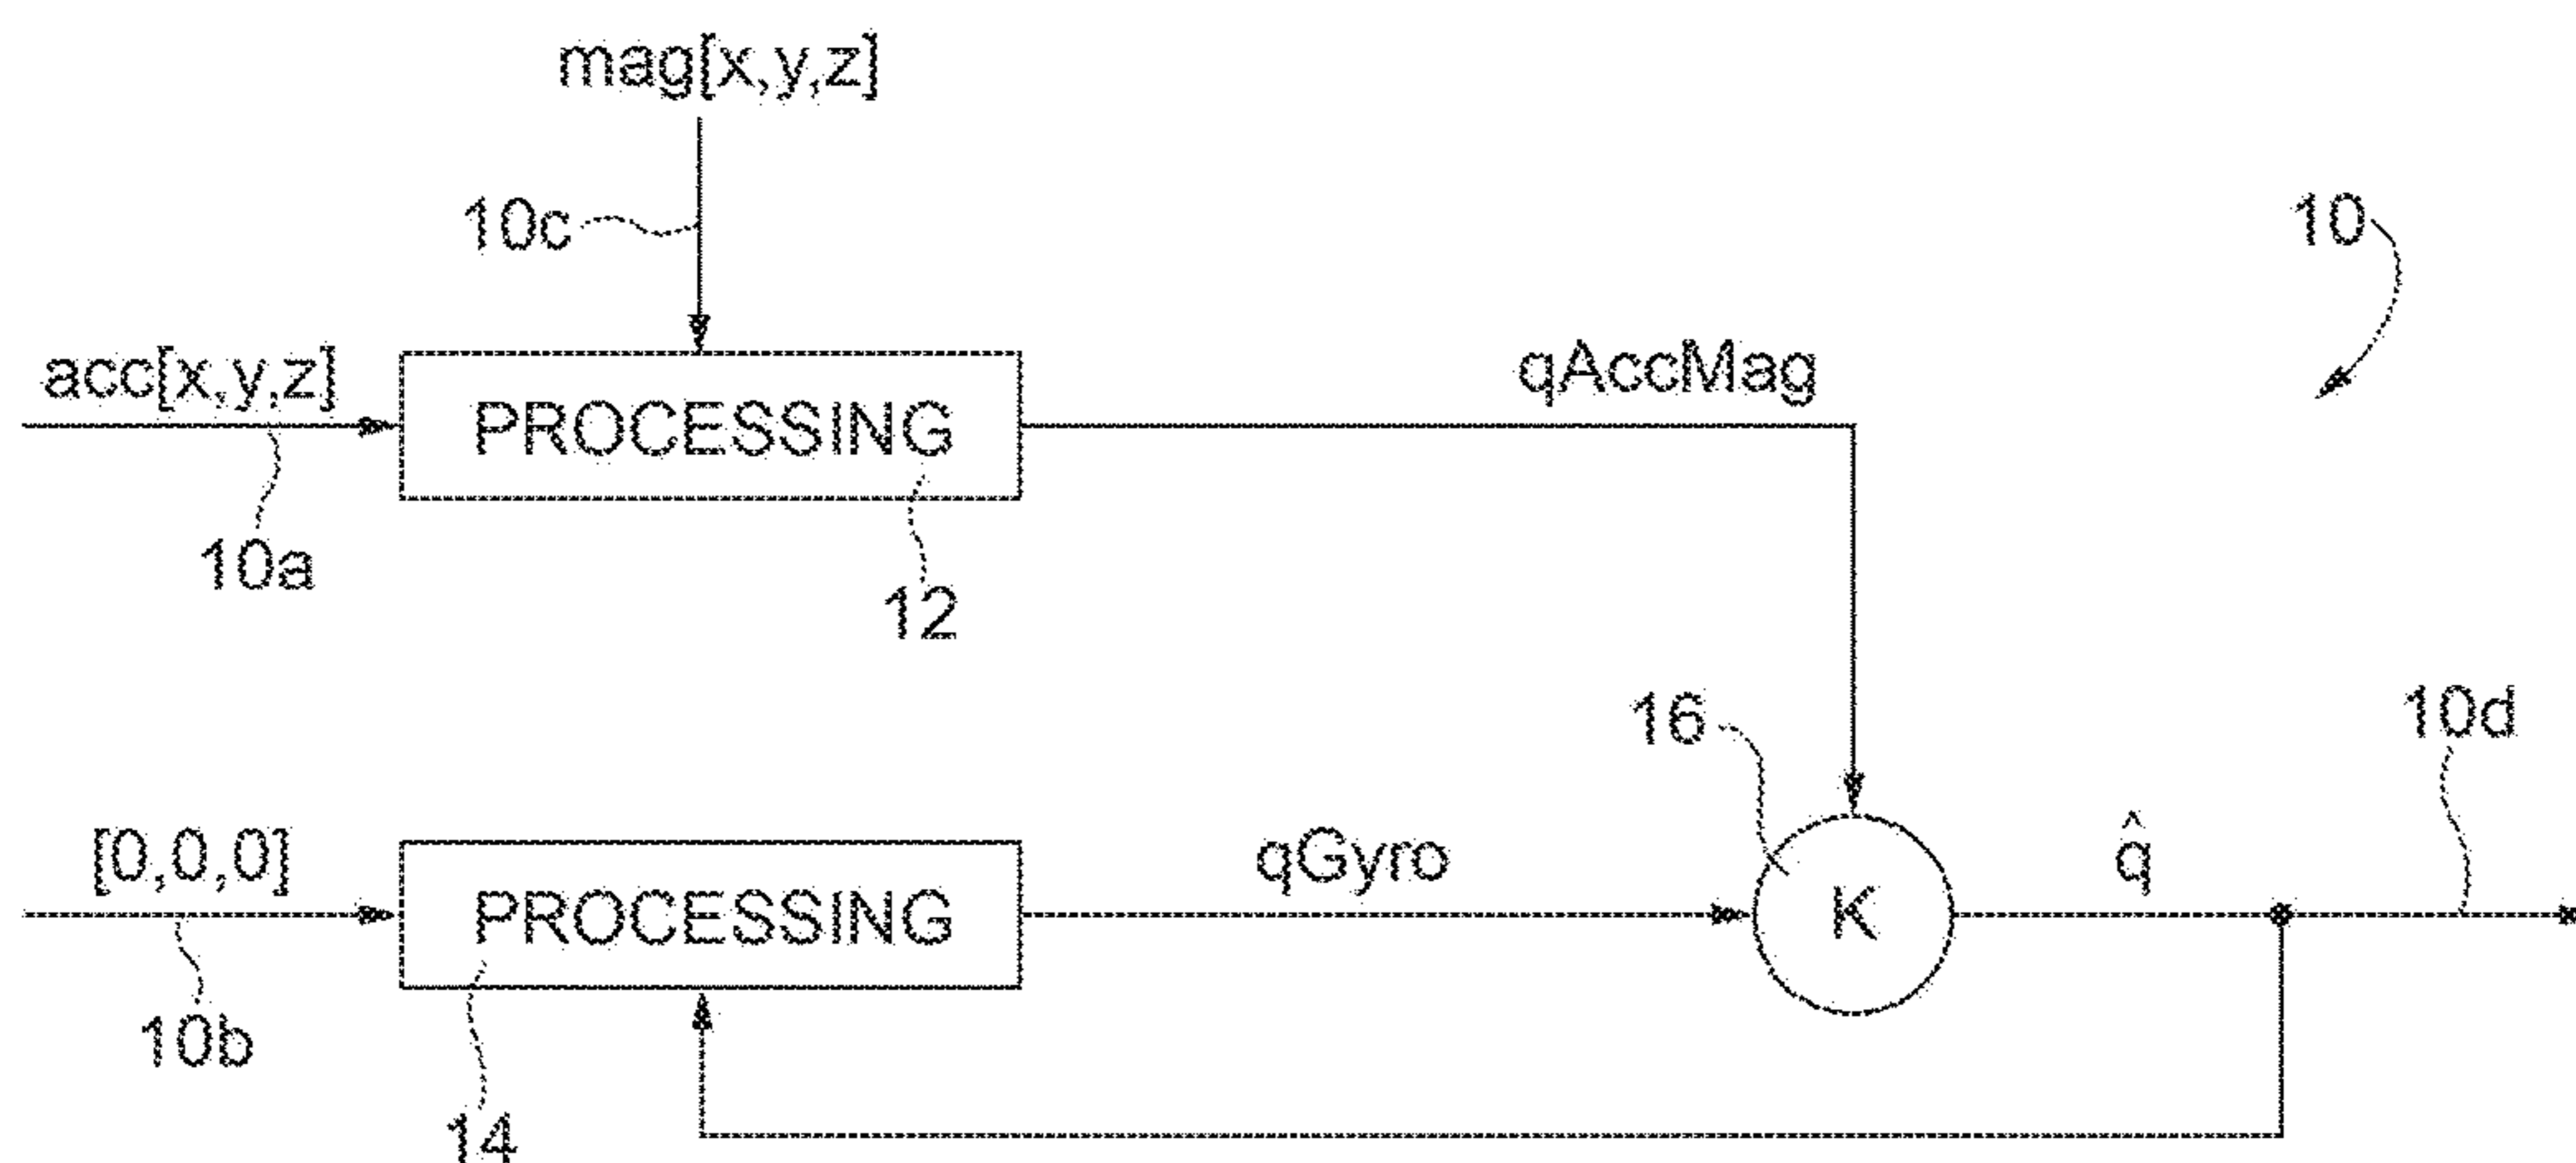 mag[x,y,z]
10c
10
acc[x,y,z]
PROCESSING
qAccMag
10a
12
16
10d
[0,0,0]
PROCESSING
qGyro
K
q̂
10b
14